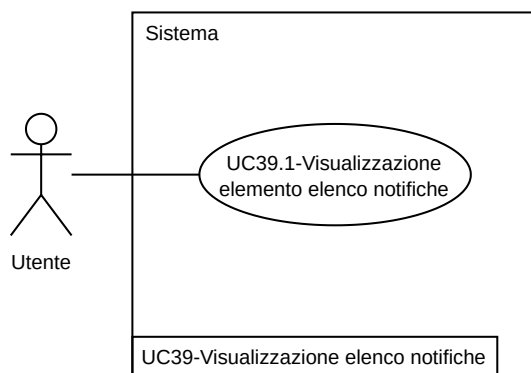 Sistema
UC39.1-Visualizzazione
elemento elenco notifiche
Utente
UC39-Visualizzazione elenco notifiche